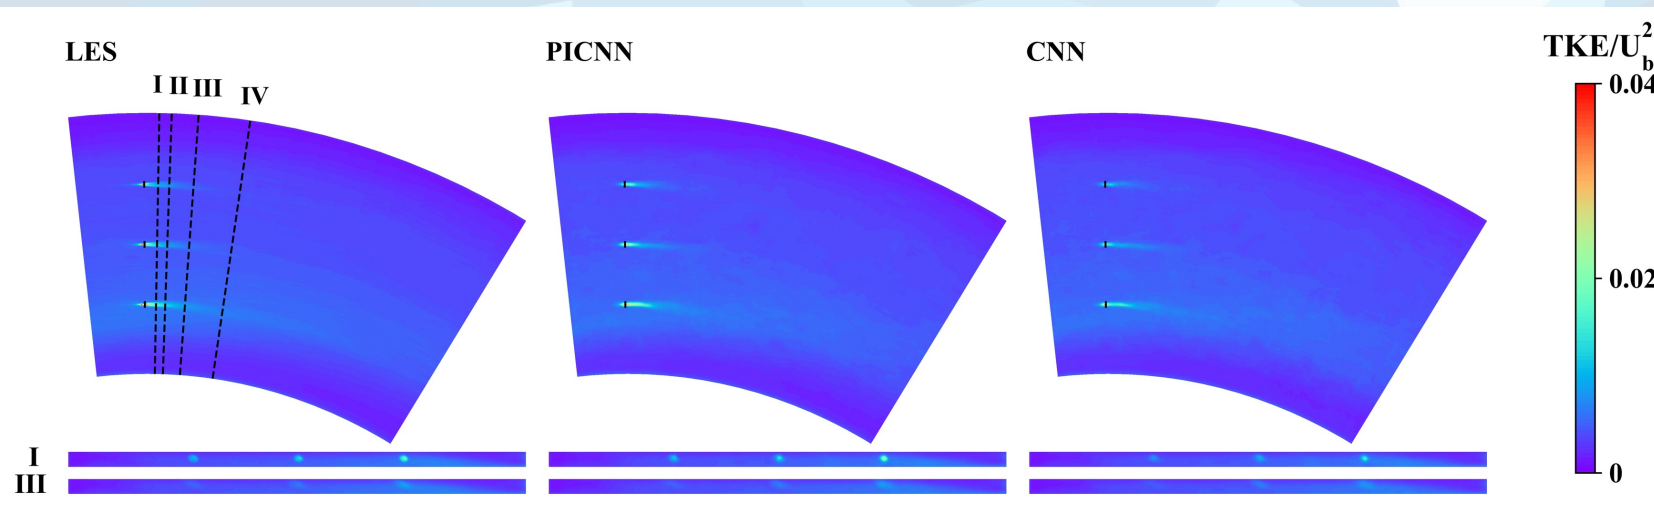 LES
PICNN
CNN
TKE/U_b^2
I II III IV
0.04
0.02
0
I
III